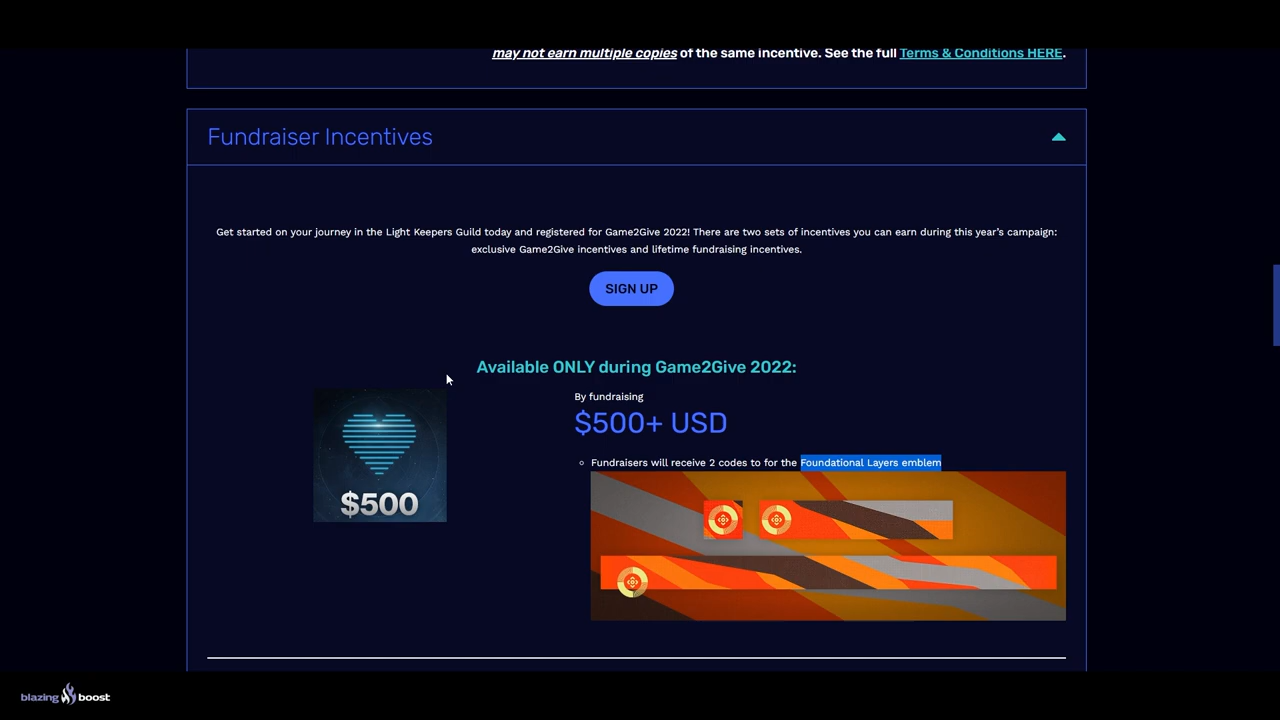 may not earn multiple copies of the same incentive. See the full Terms & Conditions HERE.
Fundraiser Incentives
Get started on your journey in the Light Keepers Guild today and registered for Game2Give 2022! There are two sets of incentives you can earn during this year's campaign:
exclusive Game2Give incentives and lifetime fundraising incentives.
SIGN UP
Available ONLY during Game2Give 2022:
$500
By fundraising
$500+ USD
Fundraisers will receive 2 codes to for the Foundational Layers emblem
blazing boost